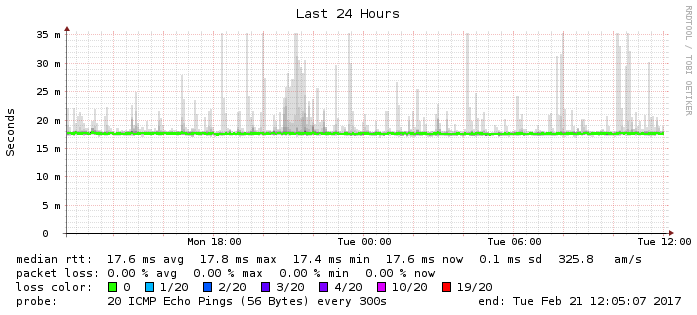 Last 24 Hours
RRDTOOL / TOBI OETIKER
Seconds
35 m
30 m
25 m
20 m
15 m
10 m
5 m
0
Mon 18:00 Tue 00:00 Tue 06:00 Tue 12:00
median rtt: 17.6 ms avg 17.8 ms max 17.4 ms min 17.6 ms now 0.1 ms sd 325.8 am/s
packet loss: 0.00 % avg 0.00 % max 0.00 % min 0.00 % now
loss color: 0 1/20 2/20 3/20 4/20 10/20 19/20
probe: 20 ICMP Echo Pings (56 Bytes) every 300s end: Tue Feb 21 12:05:07 2017